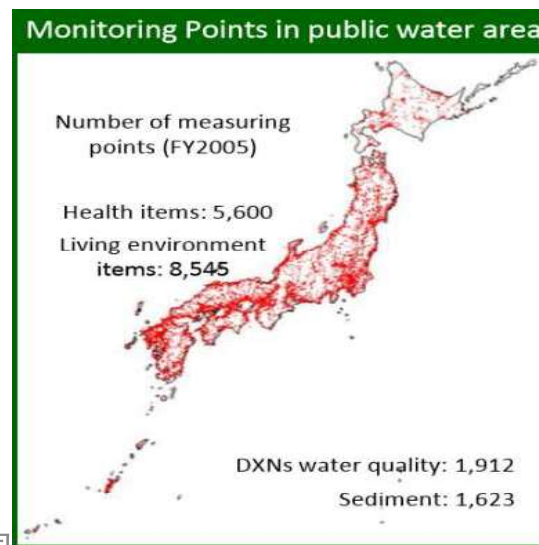 Monitoring Points in public water area
Number of measuring
points (FY2005)
Health items: 5,600
Living environment
items: 8,545
DXNs water quality: 1,912
Sediment: 1,623